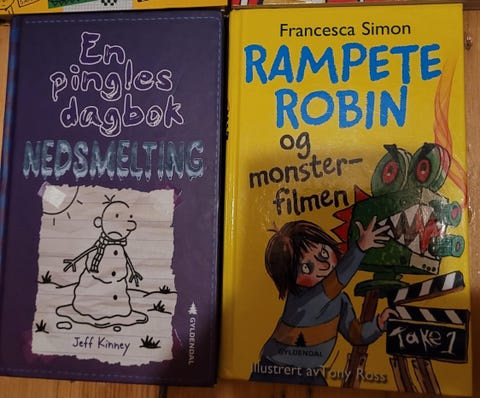 En
pingles
dagbok
NEDSMELTING
Jeff Kinney
GYLDENDAL
Francesca Simon
RAMPETE
ROBIN
og
monster-
filmen
Take 1
GYLDENDAL
Illustrert av Tony Ross